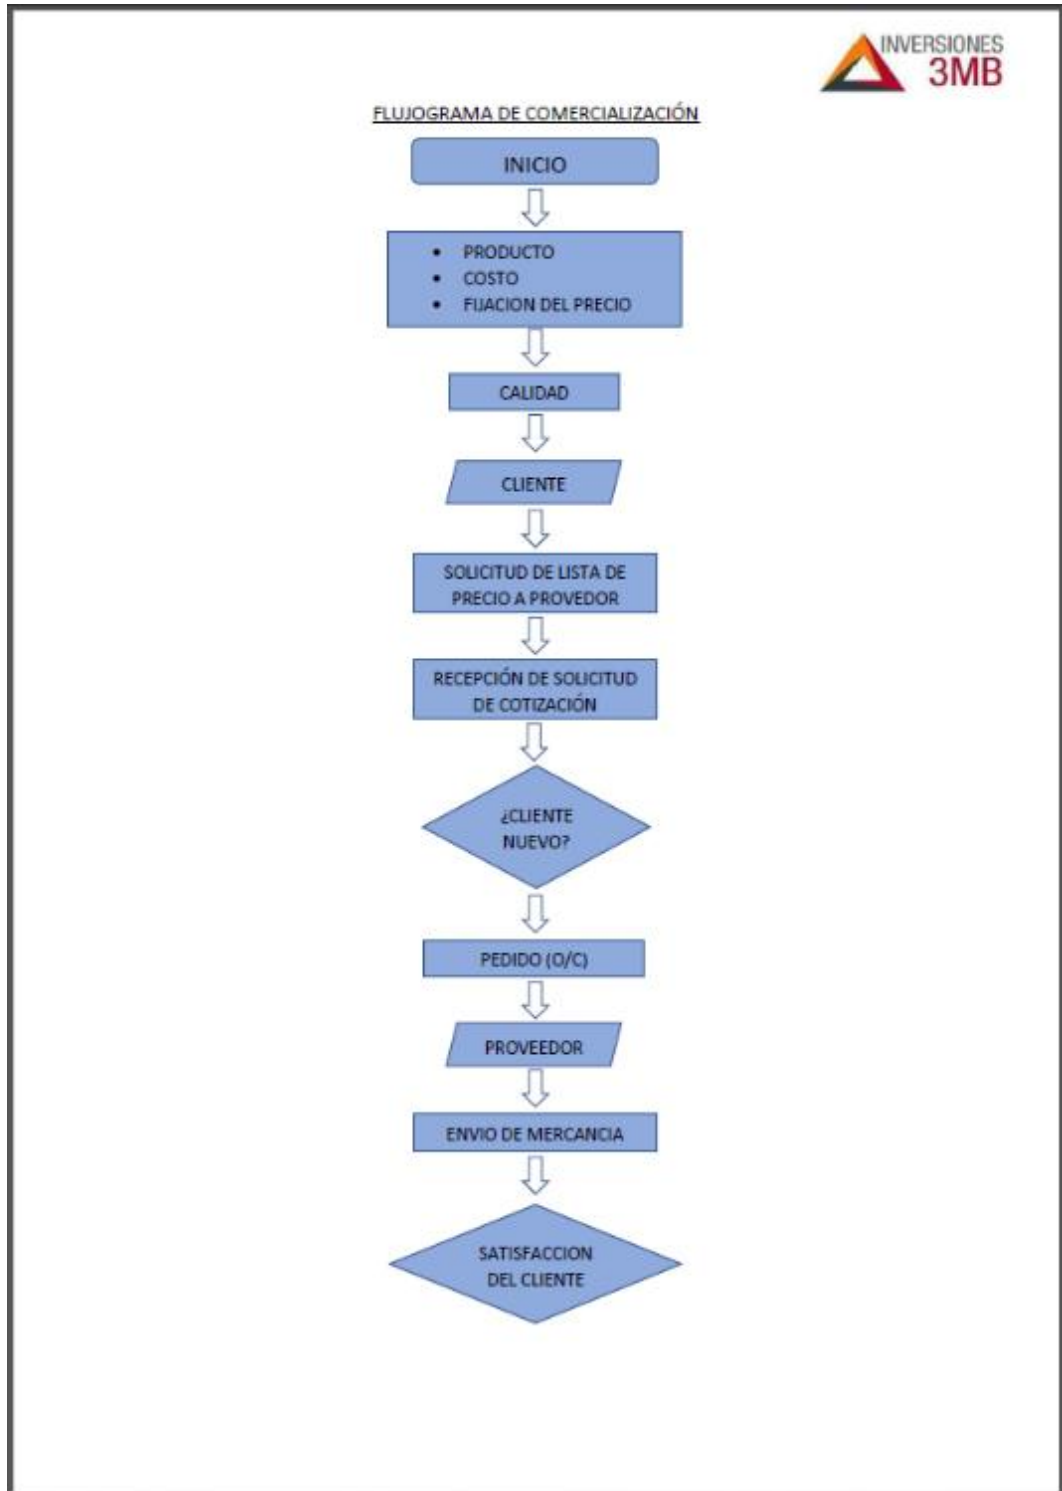 INVERSIONES
3MB
FLUJOGRAMA DE COMERCIALIZACIÓN
INICIO
• PRODUCTO
• COSTO
• FIJACION DEL PRECIO
CALIDAD
CLIENTE
SOLICITUD DE LISTA DE
PRECIO A PROVEDOR
RECEPCIÓN DE SOLICITUD
DE COTIZACIÓN
¿CLIENTE
NUEVO?
PEDIDO (O/C)
PROVEEDOR
ENVIO DE MERCANCIA
SATISFACCION
DEL CLIENTE